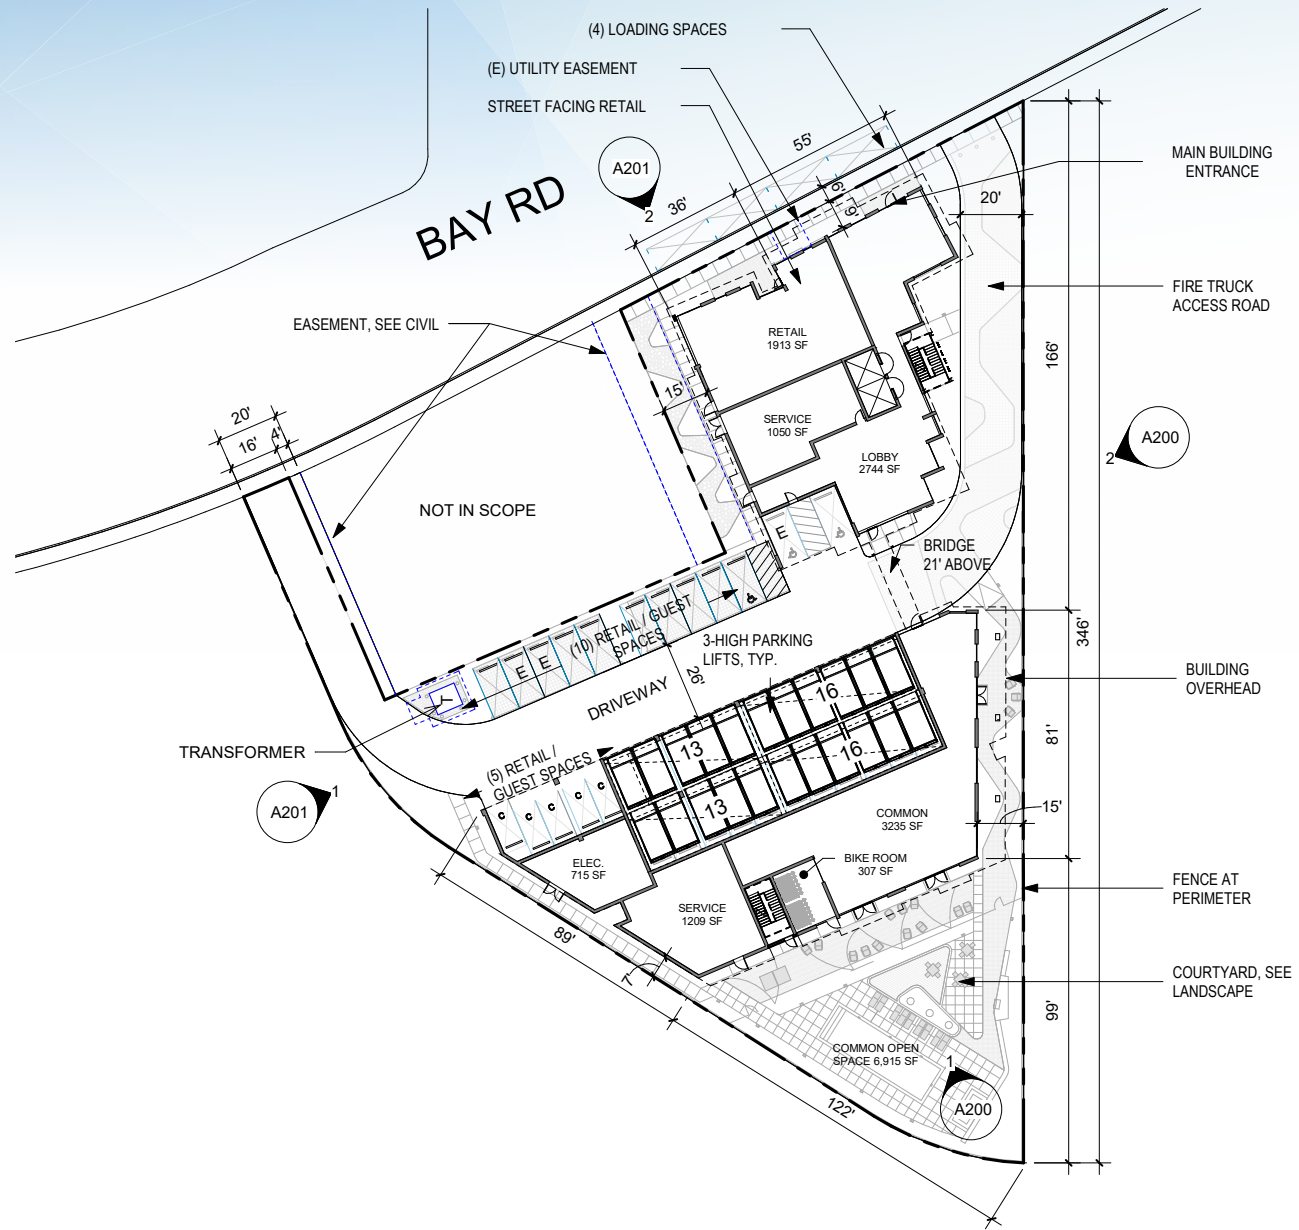 (4) LOADING SPACES
(E) UTILITY EASEMENT
STREET FACING RETAIL
55'
A201
2
36'
6'
9'
MAIN BUILDING
ENTRANCE
20'
BAY RD
FIRE TRUCK
ACCESS ROAD
EASEMENT, SEE CIVIL
RETAIL
1913 SF
166'
15'
20'
16'
4'
SERVICE
1050 SF
A200
2
LOBBY
2744 SF
NOT IN SCOPE
E
BRIDGE
21' ABOVE
(10) RETAIL / GUEST
SPACES
E
E
3-HIGH PARKING
LIFTS, TYP.
346'
26'
BUILDING
OVERHEAD
DRIVEWAY
16
13
16
81'
TRANSFORMER
T
(5) RETAIL /
GUEST SPACES
A201
1
C
C
C
C
C
13
COMMON
3235 SF
15'
ELEC.
715 SF
BIKE ROOM
307 SF
FENCE AT
PERIMETER
SERVICE
1209 SF
89'
7'
COURTYARD, SEE
LANDSCAPE
99'
COMMON OPEN
SPACE 6,915 SF
1
A200
122'